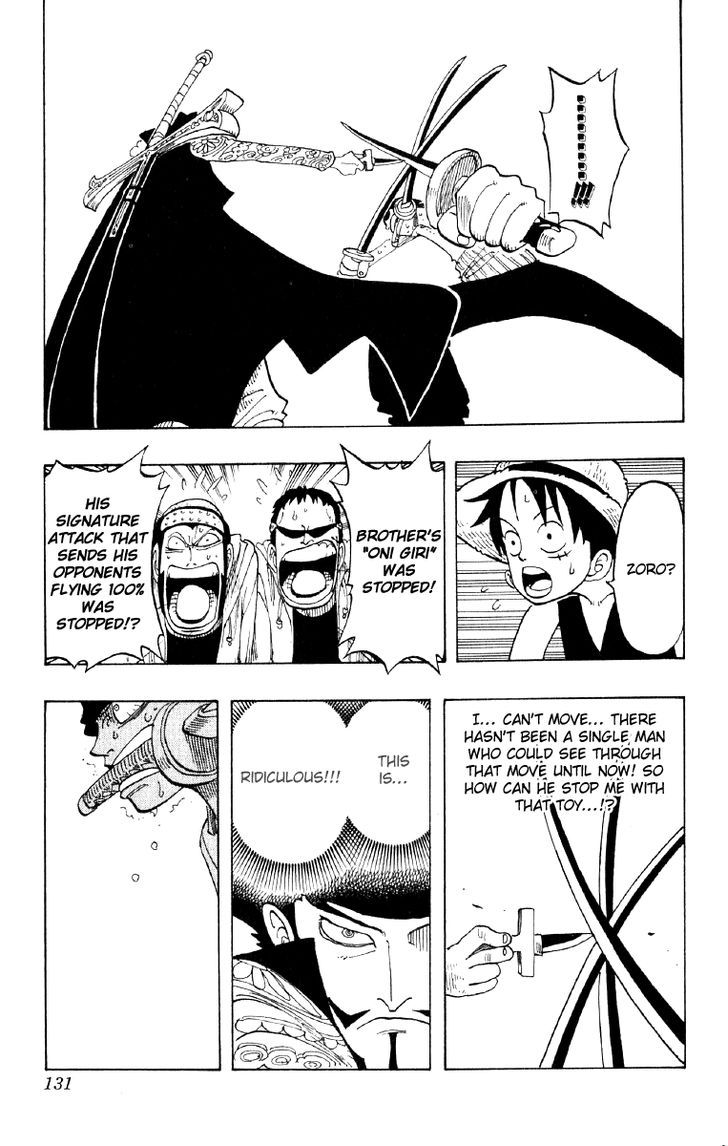 .........!!!
ZORO?
BROTHER'S
"ONI GIRI"
WAS
STOPPED!
HIS
SIGNATURE
ATTACK THAT
SENDS HIS
OPPONENTS
FLYING 100%
WAS
STOPPED!?
I... CAN'T MOVE... THERE
HASN'T BEEN A SINGLE MAN
WHO COULD SEE THROUGH
THAT MOVE UNTIL NOW! SO
HOW CAN HE STOP ME WITH
THAT TOY...!?
THIS
IS...
RIDICULOUS!!!
131